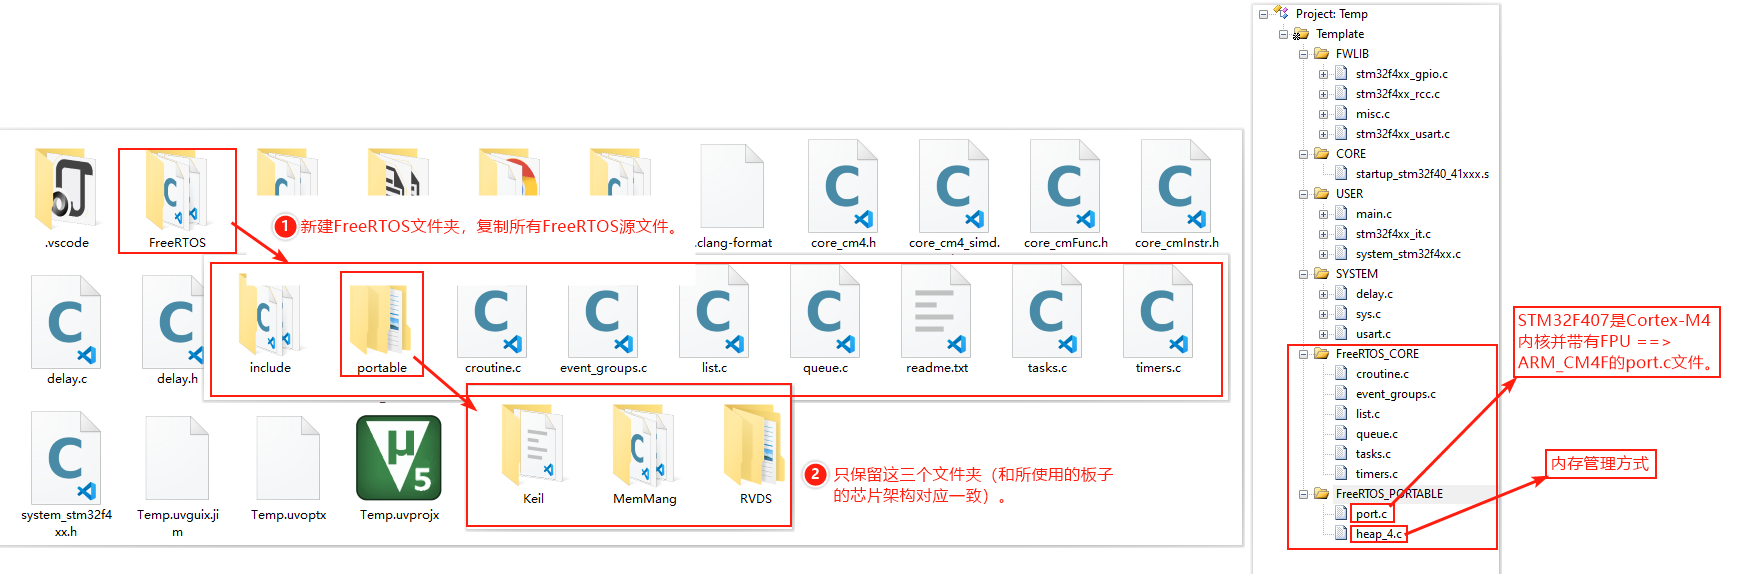 .vscode
FreeRTOS
.clang-format
core_cm4.h
core_cm4_simd.
core_cmFunc.h
core_cmInstr.h
1 新建FreeRTOS文件夹，复制所有FreeRTOS源文件。
delay.c
delay.h
include
portable
croutine.c
event_groups.c
list.c
queue.c
readme.txt
tasks.c
timers.c
system_stm32f4
xx.h
Temp.uvguix.ji
m
Temp.uvoptx
µ
5
Temp.uvprojx
Keil
MemMang
RVDS
2 只保留这三个文件夹（和所使用的板子
的芯片架构对应一致）。
Project: Temp
Template
FWLIB
stm32f4xx_gpio.c
stm32f4xx_rcc.c
misc.c
stm32f4xx_usart.c
CORE
startup_stm32f40_41xxx.s
USER
main.c
stm32f4xx_it.c
system_stm32f4xx.c
SYSTEM
delay.c
sys.c
usart.c
FreeRTOS_CORE
croutine.c
event_groups.c
list.c
queue.c
tasks.c
timers.c
FreeRTOS_PORTABLE
port.c
heap_4.c
STM32F407是Cortex-M4
内核并带有FPU ==>
ARM_CM4F的port.c文件。
内存管理方式